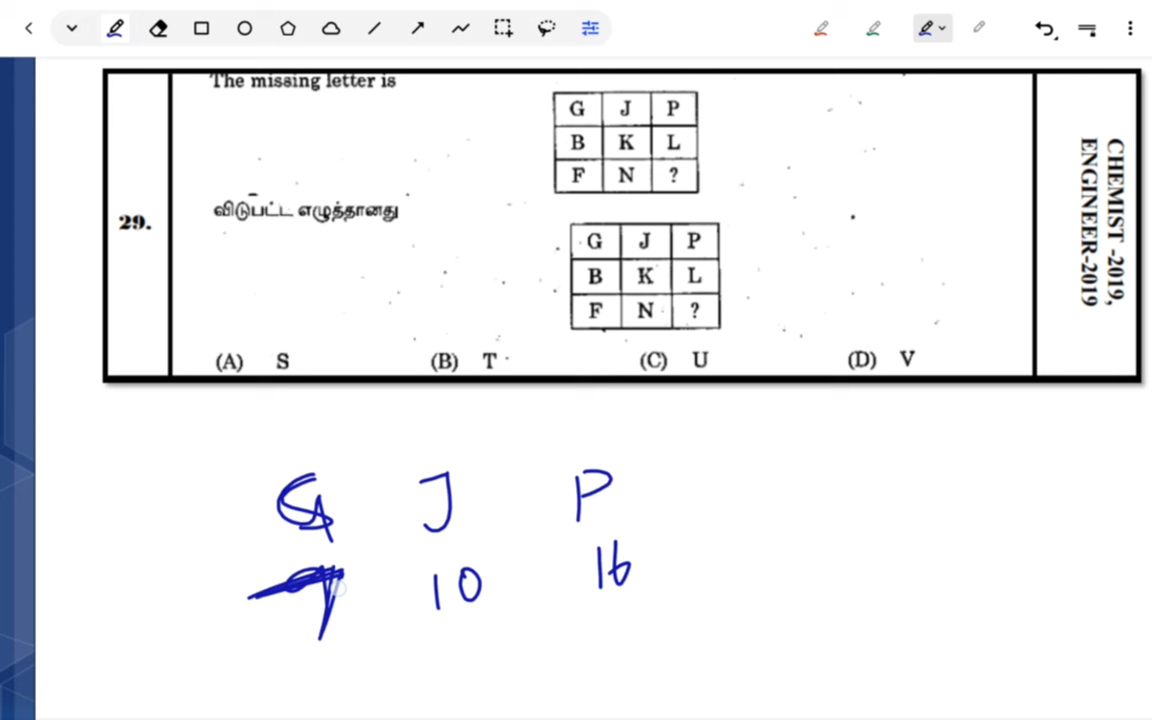 The missing letter is
G J P
B K L
F N ?
29.
விடுபட்ட எழுத்தானது
G J P
B K L
F N ?
(A) S (B) T (C) U (D) V
CHEMIST -2019,
ENGINEER-2019
G J P
10 16